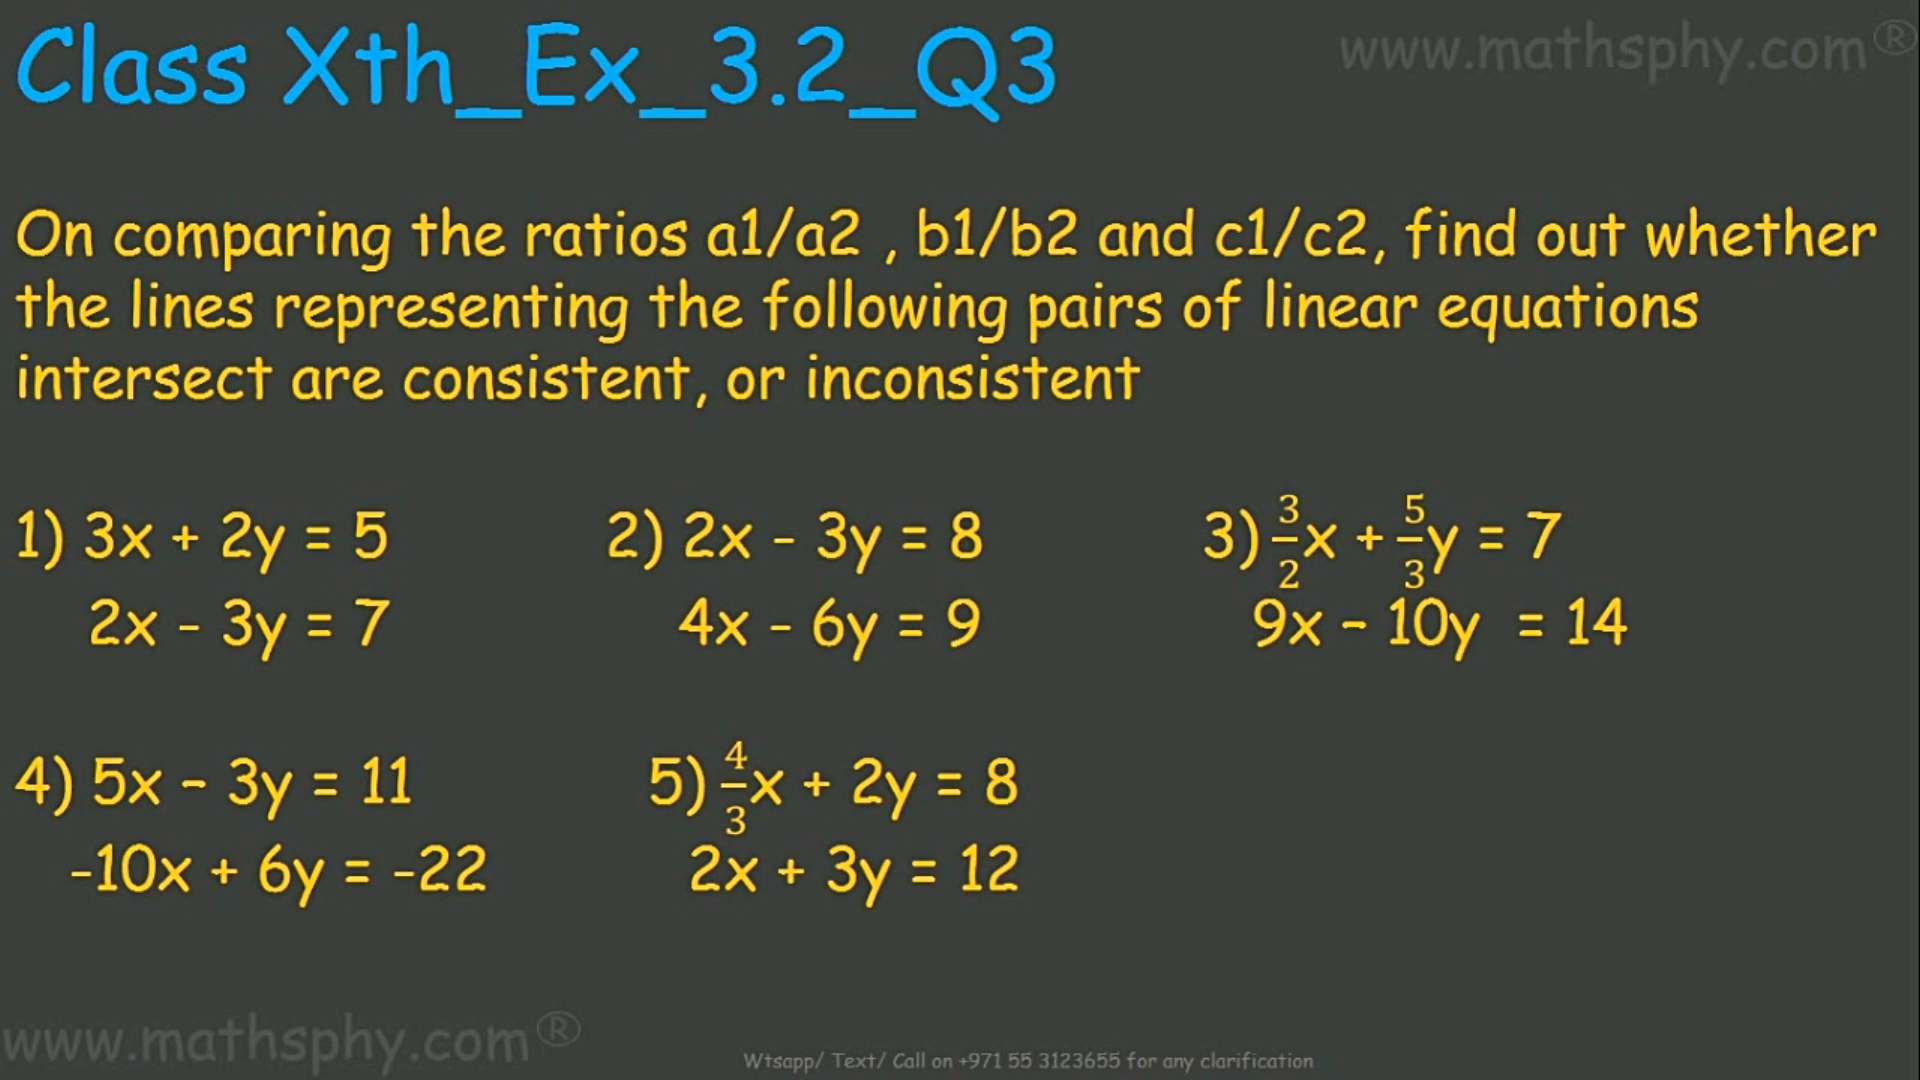 Class Xth_Ex_3.2_Q3
www.mathsphy.com®
On comparing the ratios a1/a2 , b1/b2 and c1/c2, find out whether
the lines representing the following pairs of linear equations
intersect are consistent, or inconsistent
1) 3x + 2y = 5
2x - 3y = 7
2) 2x - 3y = 8
4x - 6y = 9
3) 3/2x + 5/3y = 7
9x – 10y = 14
4) 5x – 3y = 11
-10x + 6y = -22
5) 4/3x + 2y = 8
2x + 3y = 12
www.mathsphy.com®
Wtsapp/ Text/ Call on +971 55 3123655 for any clarification